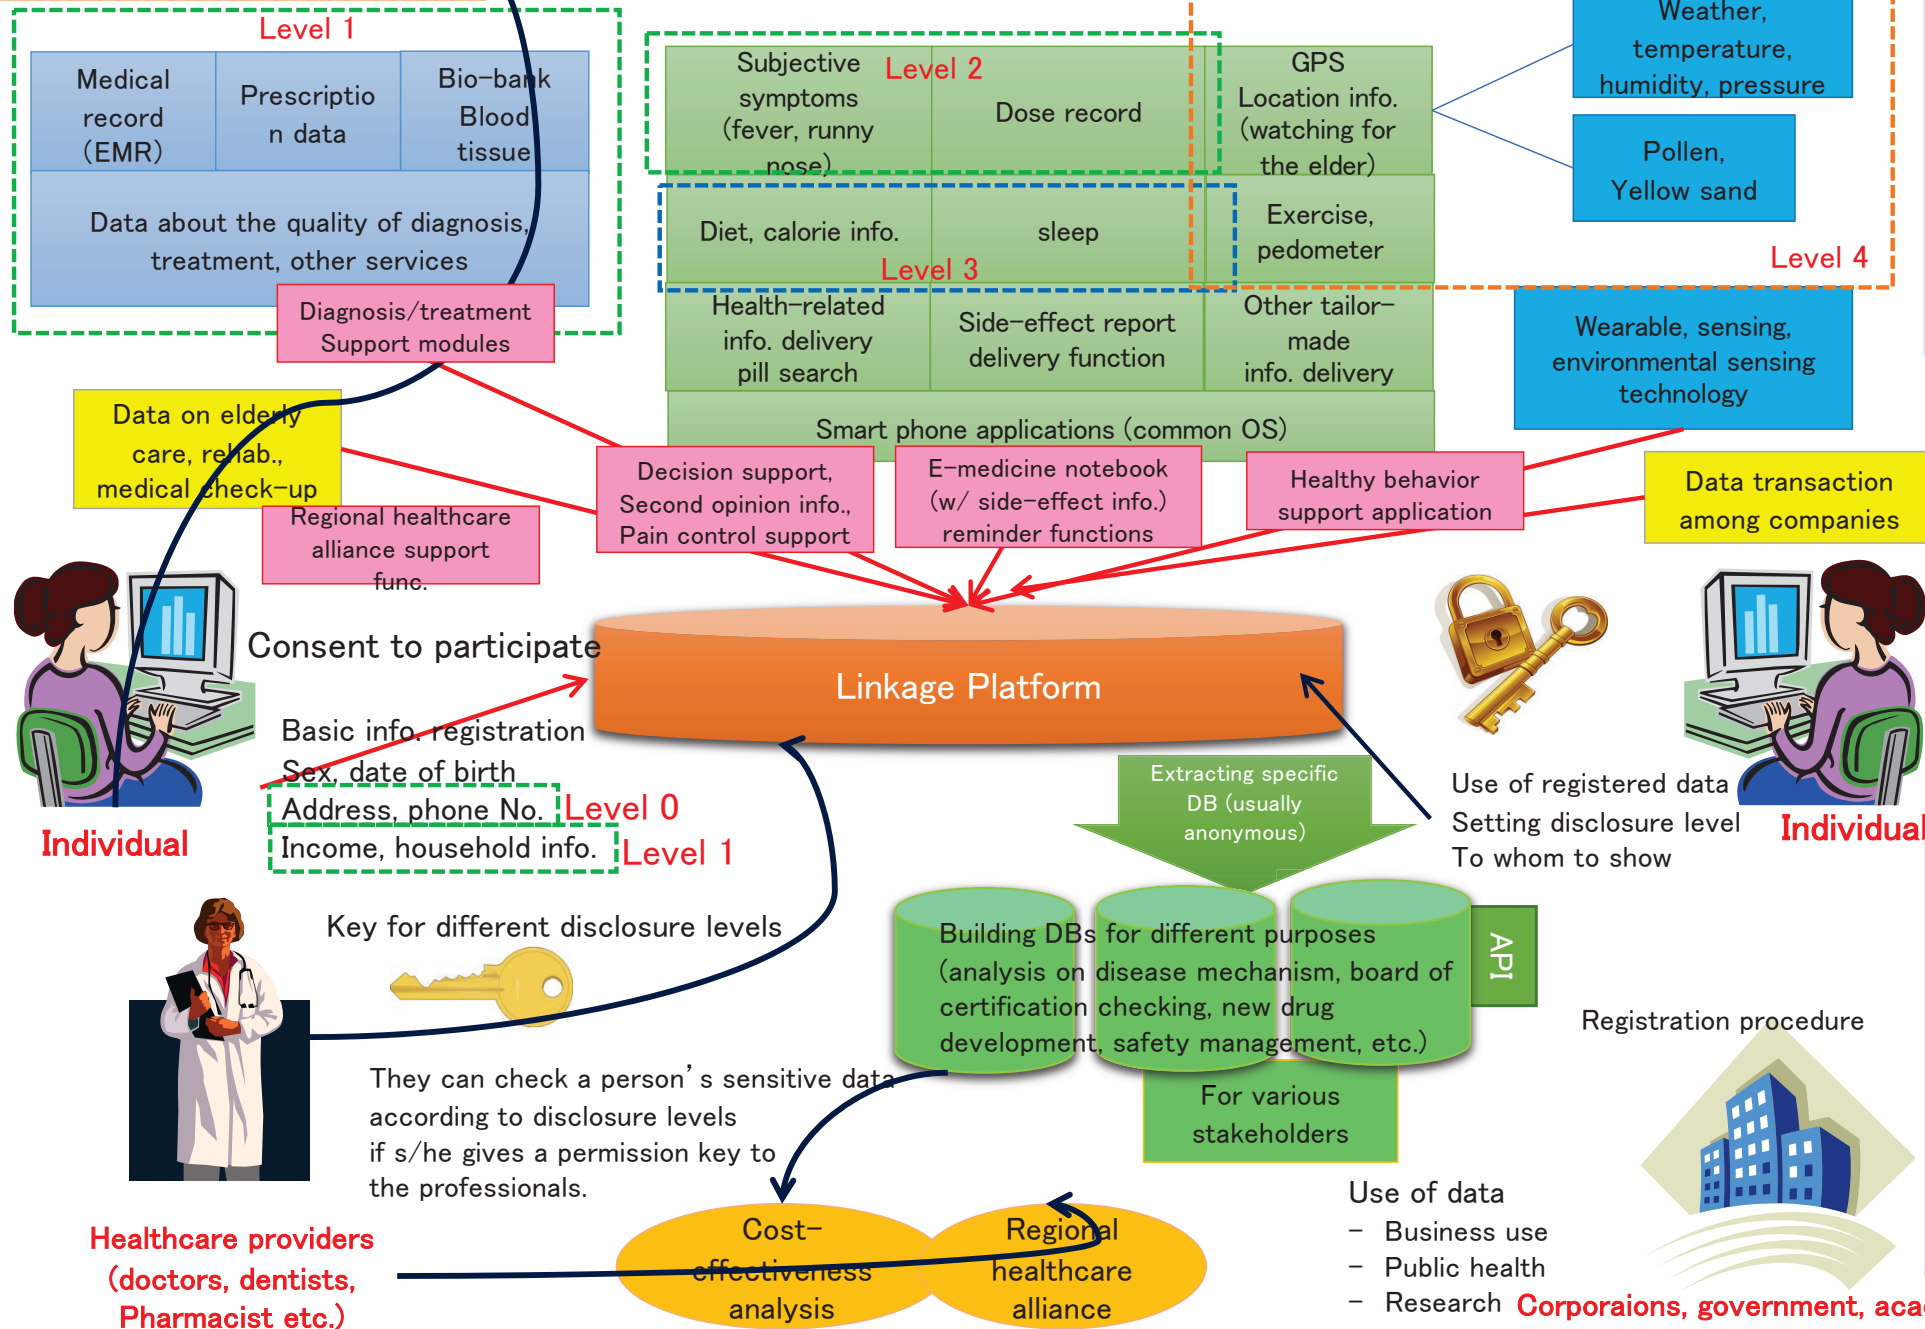 Level 1
Medical
record
(EMR)
Prescriptio
n data
Bio-bank
Blood
tissue
Data about the quality of diagnosis,
treatment, other services
Diagnosis/treatment
Support modules
Level 2
Subjective
symptoms
(fever, runny
nose)
Dose record
GPS
Location info.
(watching for
the elder)
Diet, calorie info.
sleep
Exercise,
pedometer
Level 3
Health-related
info. delivery
pill search
Side-effect report
delivery function
Other tailor-
made
info. delivery
Smart phone applications (common OS)
Weather,
temperature,
humidity, pressure
Pollen,
Yellow sand
Level 4
Wearable, sensing,
environmental sensing
technology
Data on elderly
care, rehab.,
medical check-up
Regional healthcare
alliance support
func.
Decision support,
Second opinion info.,
Pain control support
E-medicine notebook
(w/ side-effect info.)
reminder functions
Healthy behavior
support application
Data transaction
among companies
Consent to participate
Linkage Platform
Basic info. registration
Sex, date of birth
Address, phone No.
Level 0
Income, household info.
Level 1
Individual
Extracting specific
DB (usually
anonymous)
Use of registered data
Setting disclosure level
To whom to show
Individual
Key for different disclosure levels
Building DBs for different purposes
(analysis on disease mechanism, board of
certification checking, new drug
development, safety management, etc.)
API
Registration procedure
They can check a person's sensitive data
according to disclosure levels
if s/he gives a permission key to
the professionals.
For various
stakeholders
Healthcare providers
(doctors, dentists,
Pharmacist etc.)
Cost-
effectiveness
analysis
Regional
healthcare
alliance
Use of data
- Business use
- Public health
- Research
Corporaions, government,